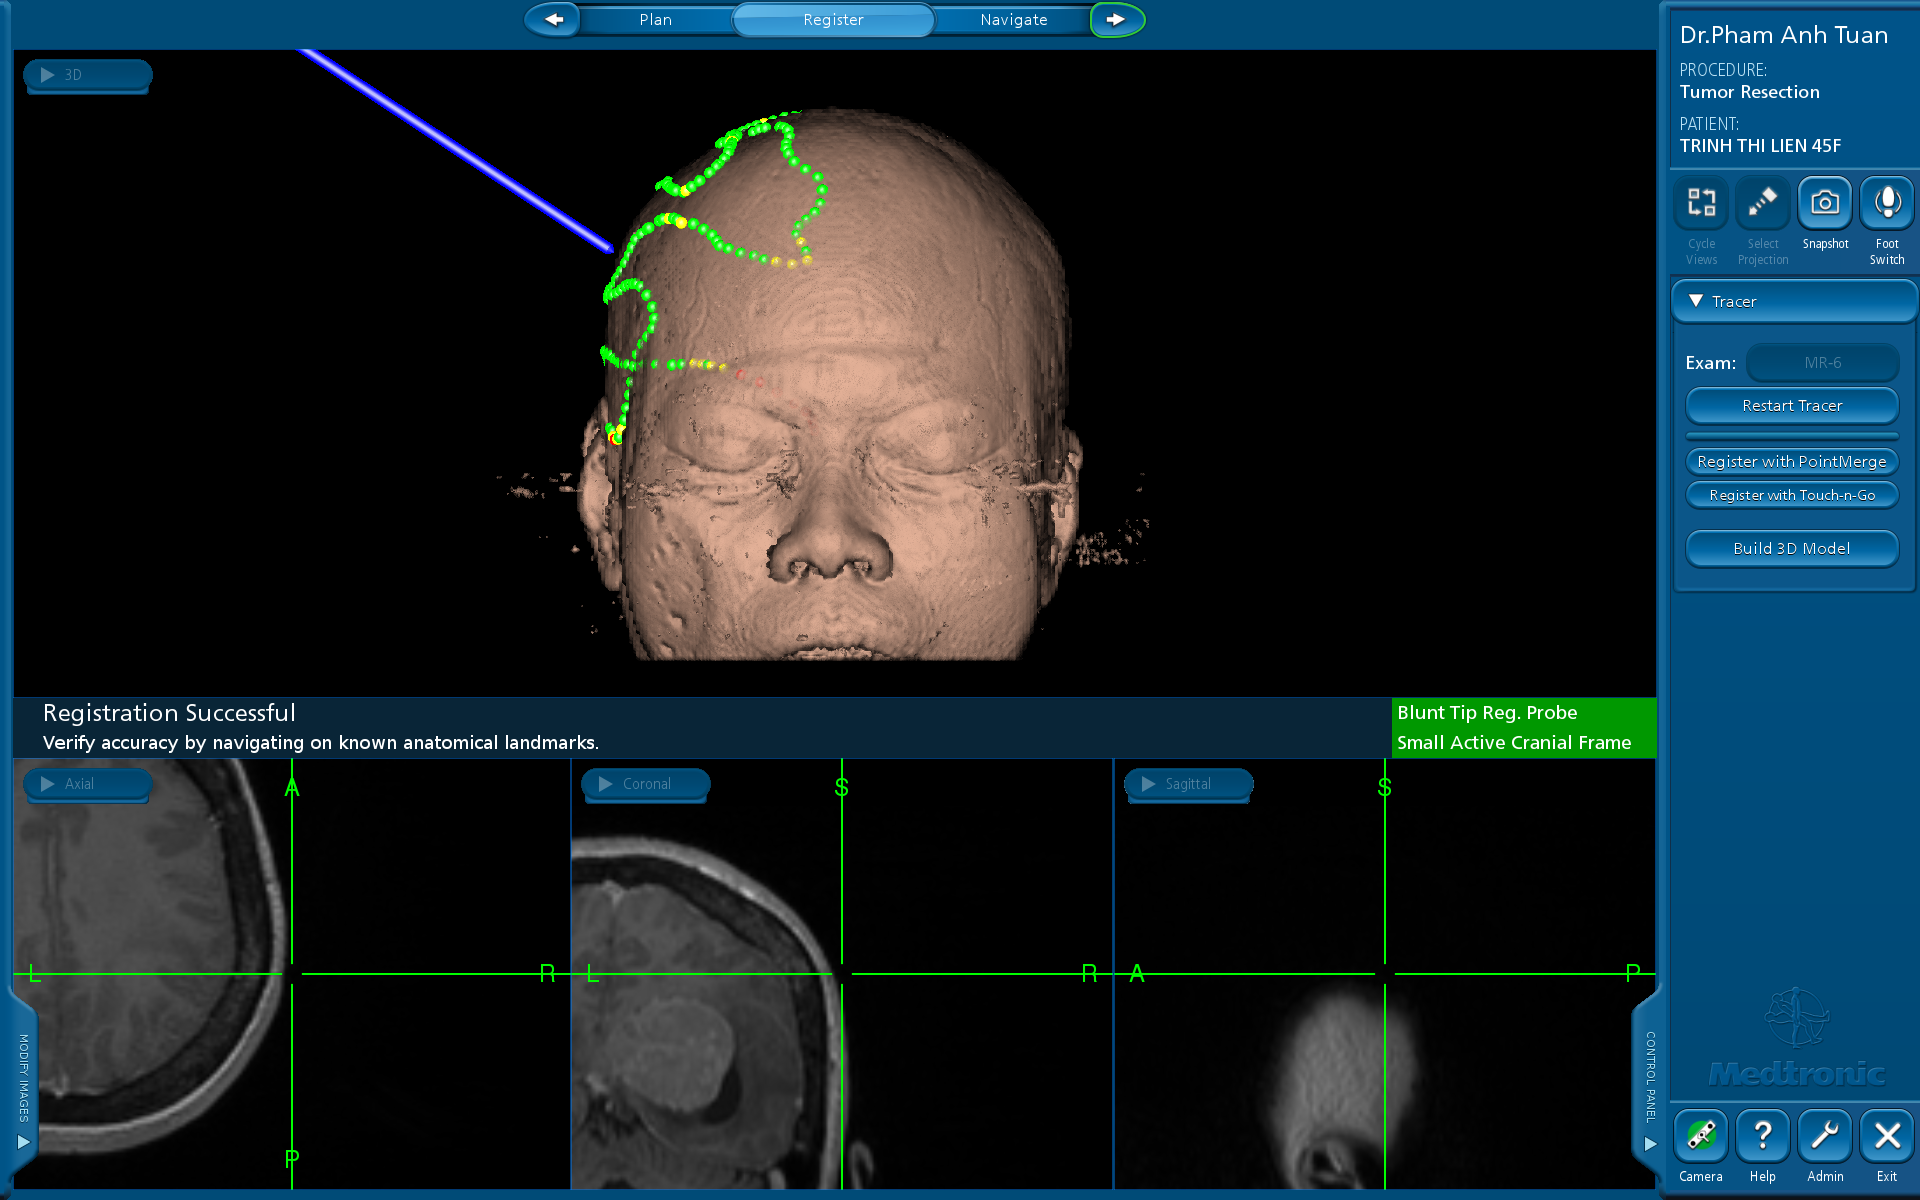 Plan
Register
Navigate
Dr.Pham Anh Tuan
PROCEDURE:
Tumor Resection
PATIENT:
TRINH THI LIEN 45F
3D
Cycle Views
Select Projection
Snapshot
Foot Switch
Tracer
Exam: MR-6
Restart Tracer
Register with PointMerge
Register with Touch-n-Go
Build 3D Model
Registration Successful
Verify accuracy by navigating on known anatomical landmarks.
Blunt Tip Reg. Probe
Small Active Cranial Frame
Axial
A
L
R
P
Coronal
S
L
R
Sagittal
S
A
P
MODIFY IMAGES
CONTROL PANEL
Medtronic
Camera
Help
Admin
Exit